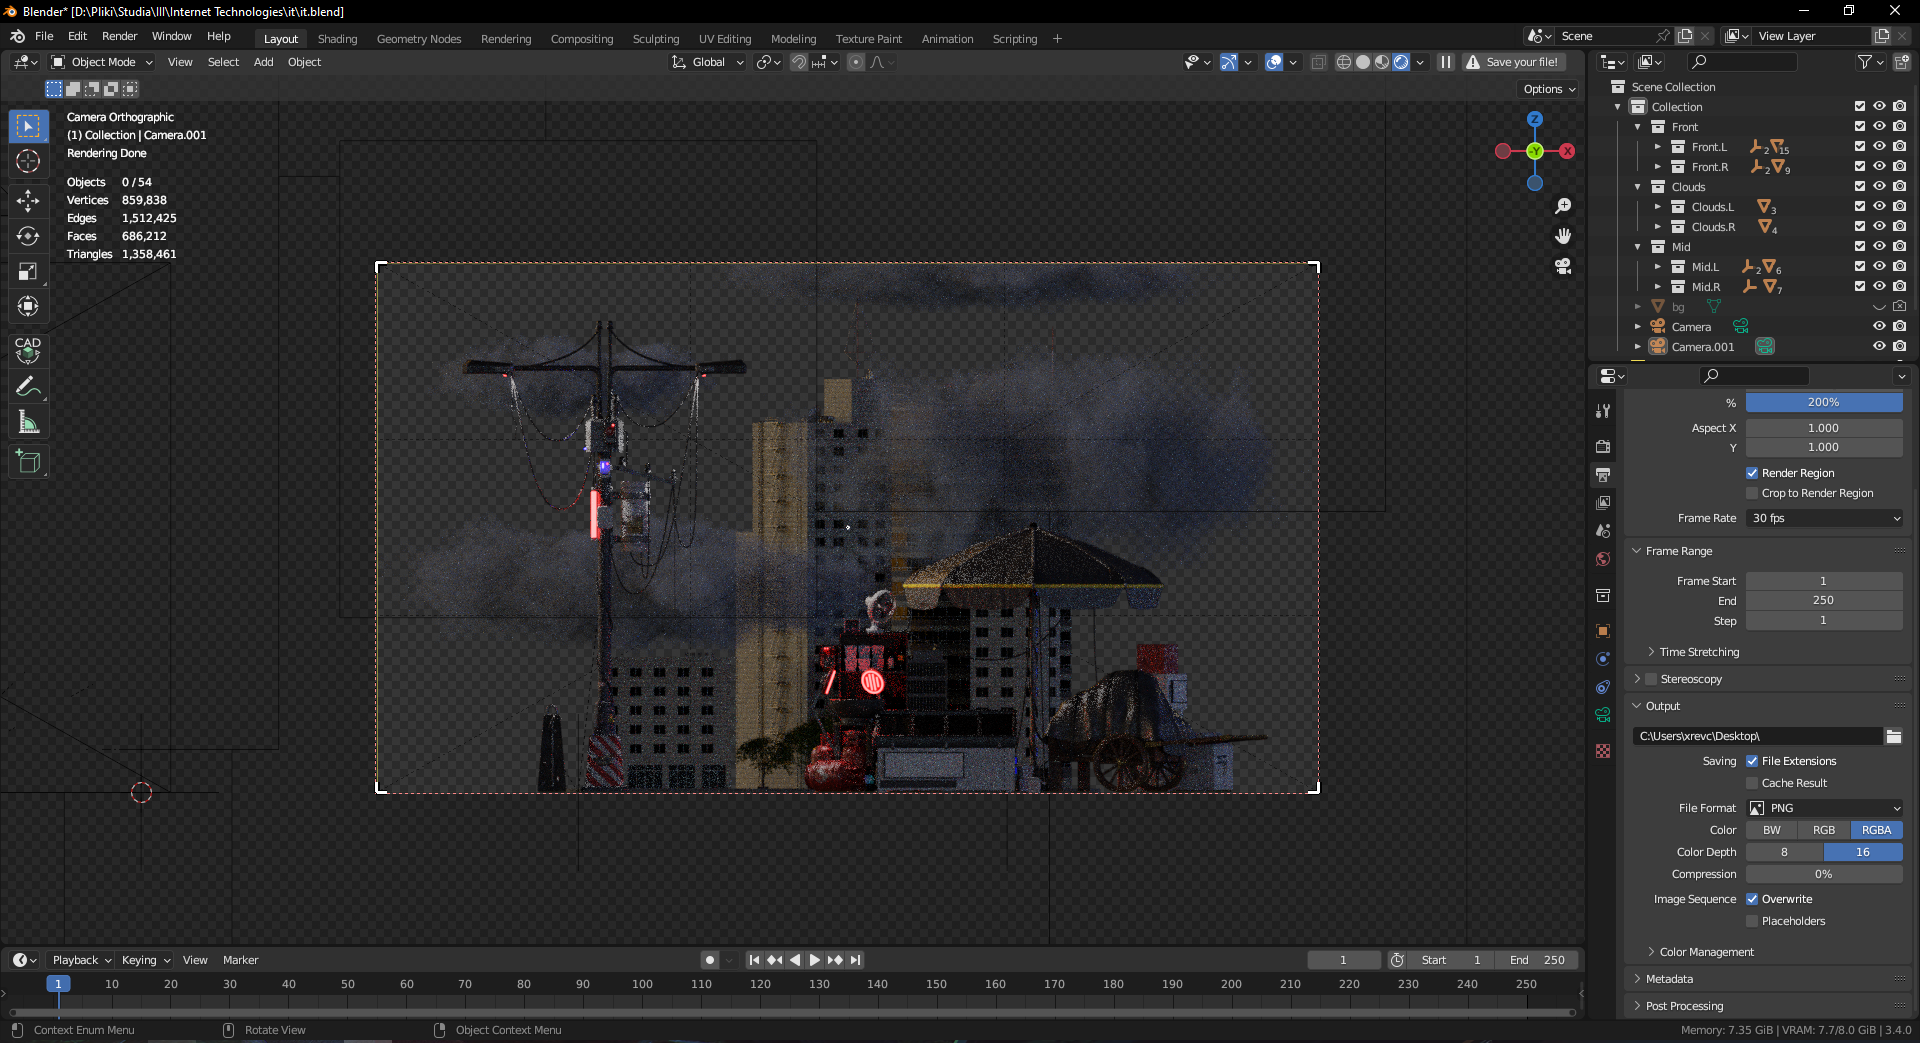 Blender* [D:\Pliki\Studia\III\Internet Technologies\it\it.blend]
File Edit Render Window Help Layout Shading Geometry Nodes Rendering Compositing Sculpting UV Editing Modeling Texture Paint Animation Scripting + Scene View Layer
Object Mode View Select Add Object Global Save your file!
Options
Camera Orthographic
(1) Collection | Camera.001
Rendering Done
Objects 0 / 54
Vertices 859,838
Edges 1,512,425
Faces 686,212
Triangles 1,358,461
CAD
Z
-Y
X
Scene Collection
Collection
Front
Front.L 2 15
Front.R 2 9
Clouds
Clouds.L 3
Clouds.R 4
Mid
Mid.L 2 6
Mid.R 7
bg
Camera
Camera.001
% 200%
Aspect X 1.000
Y 1.000
Render Region
Crop to Render Region
Frame Rate 30 fps
Frame Range
Frame Start 1
End 250
Step 1
Time Stretching
Stereoscopy
Output
C:\Users\xrevc\Desktop\
Saving File Extensions
Cache Result
File Format PNG
Color BW RGB RGBA
Color Depth 8 16
Compression 0%
Image Sequence Overwrite
Placeholders
Color Management
Metadata
Post Processing
Playback Keying View Marker 1 Start 1 End 250
1 10 20 30 40 50 60 70 80 90 100 110 120 130 140 150 160 170 180 190 200 210 220 230 240 250
Context Enum Menu Rotate View Object Context Menu Memory: 7.35 GiB | VRAM: 7.7/8.0 GiB | 3.4.0